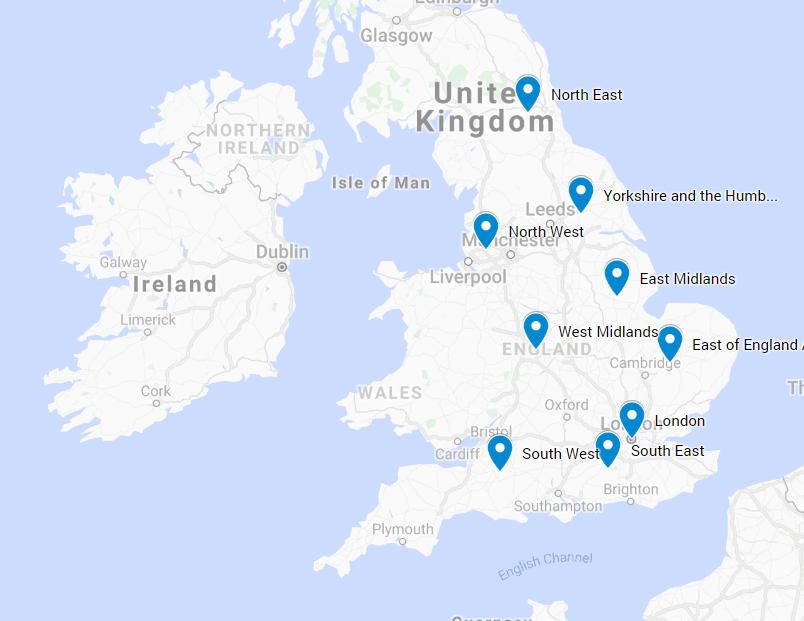 Edinburgh
Glasgow
United
Kingdom
North East
NORTHERN
IRELAND
Isle of Man
Yorkshire and the Humb...
Leeds
North West
Manchester
Dublin
Galway
Ireland
Liverpool
East Midlands
Limerick
West Midlands
ENGLAND
East of England A
Cambridge
Cork
WALES
Oxford
London
London
Bristol
Cardiff
South West
South East
Brighton
Southampton
Plymouth
English Channel
Guernsey
Th